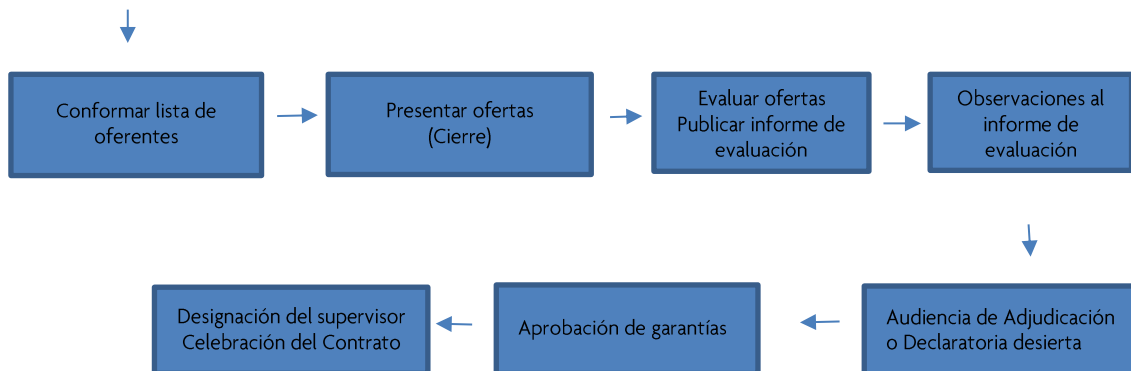 Conformar lista de
oferentes
Presentar ofertas
(Cierre)
Evaluar ofertas
Publicar informe de
evaluación
Observaciones al
informe de
evaluación
Audiencia de Adjudicación
o Declaratoria desierta
Aprobación de garantías
Designación del supervisor
Celebración del Contrato